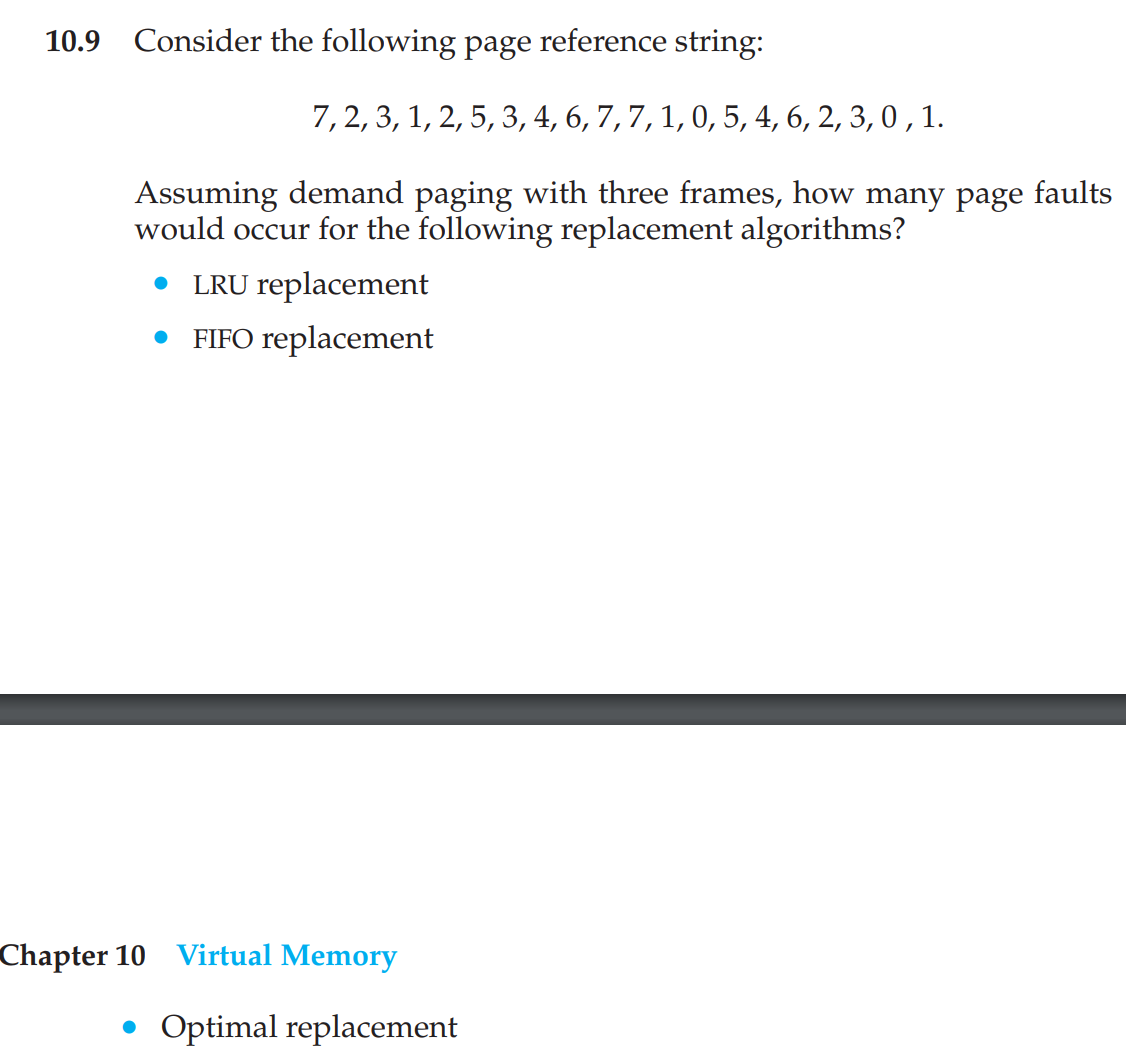 10.9 Consider the following page reference string:
7, 2, 3, 1, 2, 5, 3, 4, 6, 7, 7, 1, 0, 5, 4, 6, 2, 3, 0 , 1.
Assuming demand paging with three frames, how many page faults
would occur for the following replacement algorithms?
• LRU replacement
• FIFO replacement
Chapter 10 Virtual Memory
• Optimal replacement